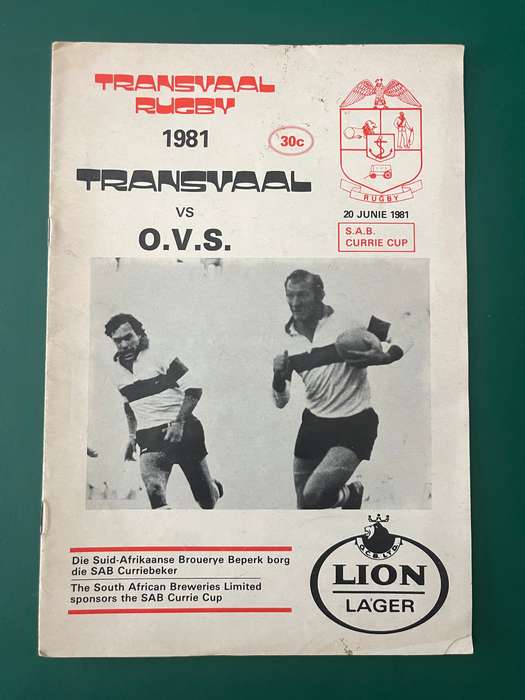 TRANSVAAL
RUGBY
1981
30c
TRANSVAAL
VS
O.V.S.
RUGBY
20 JUNIE 1981
S.A.B.
CURRIE CUP
Die Suid-Afrikaanse Brouerye Beperk borg
die SAB Curriebeker
The South African Breweries Limited
sponsors the SAB Currie Cup
O.C.B. LTD.
LION
LAGER